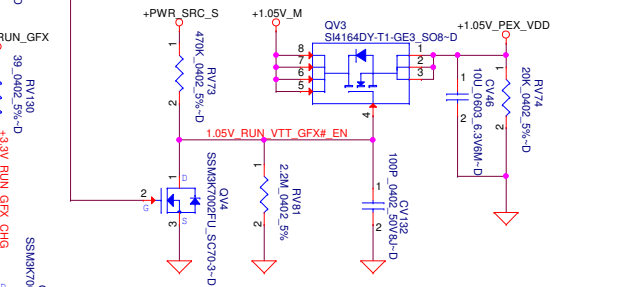 +PWR_SRC_S
+1.05V_M
QV3
SI4164DY-T1-GE3_SO8~D
+1.05V_PEX_VDD
RUN_GFX
8
7
6
5
1
2
3
4
1
2
470K_0402_5%~D
RV73
39_0402_5%~D
RV130
+3.3V_RUN_GFX_CHG
1
2
10U_0603_6.3V6M~D
CV46
1
2
20K_0402_5%~D
RV74
1.05V_RUN_VTT_GFX#_EN
1
D
2
G
S
3
SSM3K7002FU_SC70-3~D
QV4
1
2
2.2M_0402_5%
RV81
1
2
100P_0402_50V8J~D
CV132
SSM3K70